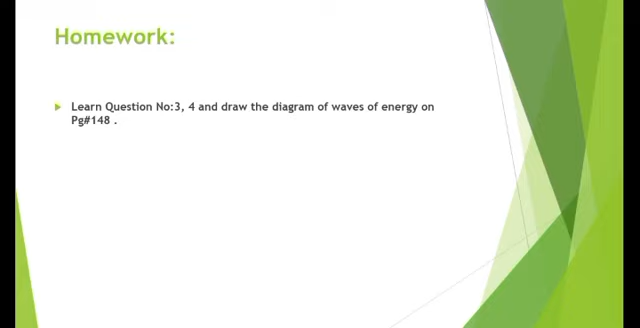 Homework:
Learn Question No:3, 4 and draw the diagram of waves of energy on
Pg#148 .